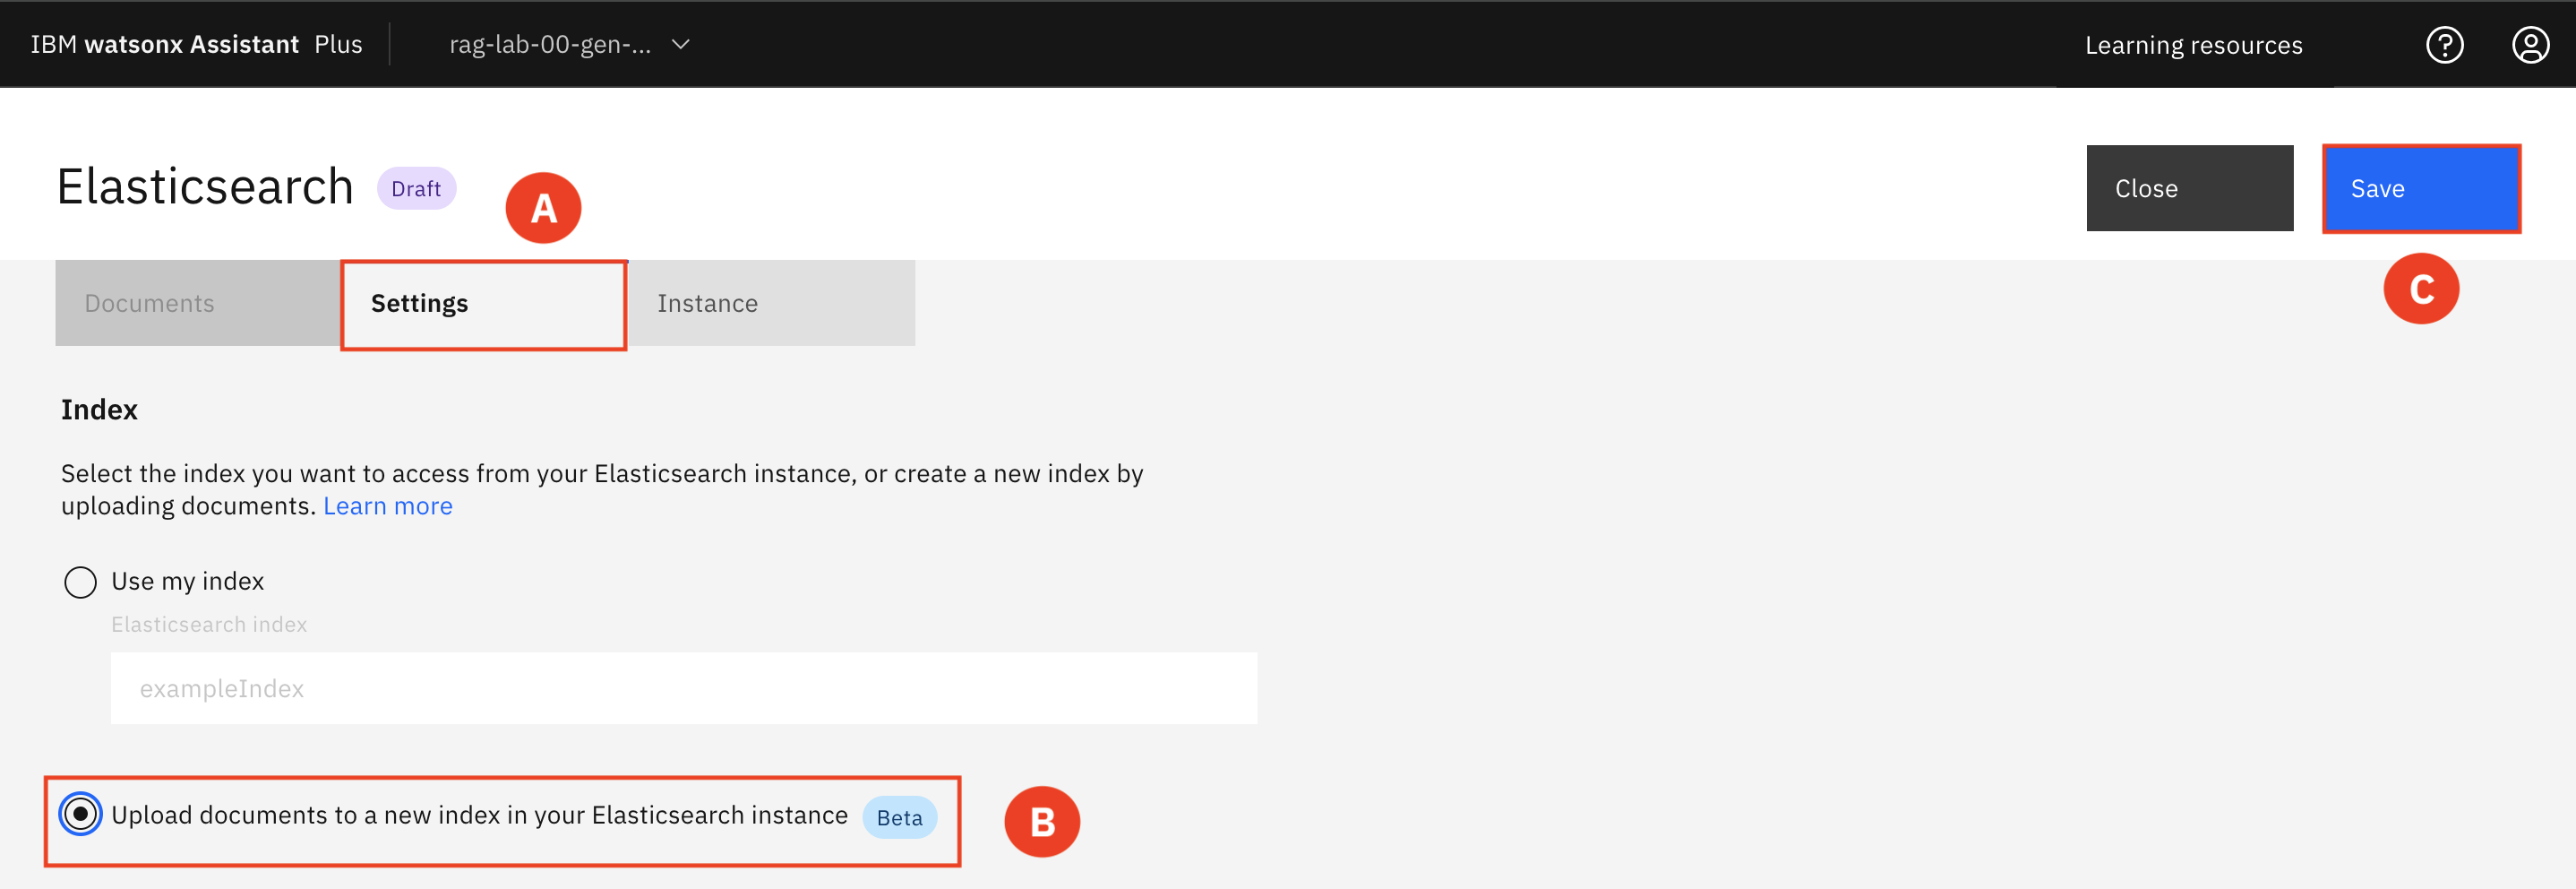 IBM watsonx Assistant Plus
rag-lab-00-gen-...
Learning resources
?
Elasticsearch
Draft
A
Close
Save
C
Documents
Settings
Instance
Index
Select the index you want to access from your Elasticsearch instance, or create a new index by
uploading documents. Learn more
Use my index
Elasticsearch index
exampleIndex
Upload documents to a new index in your Elasticsearch instance
Beta
B